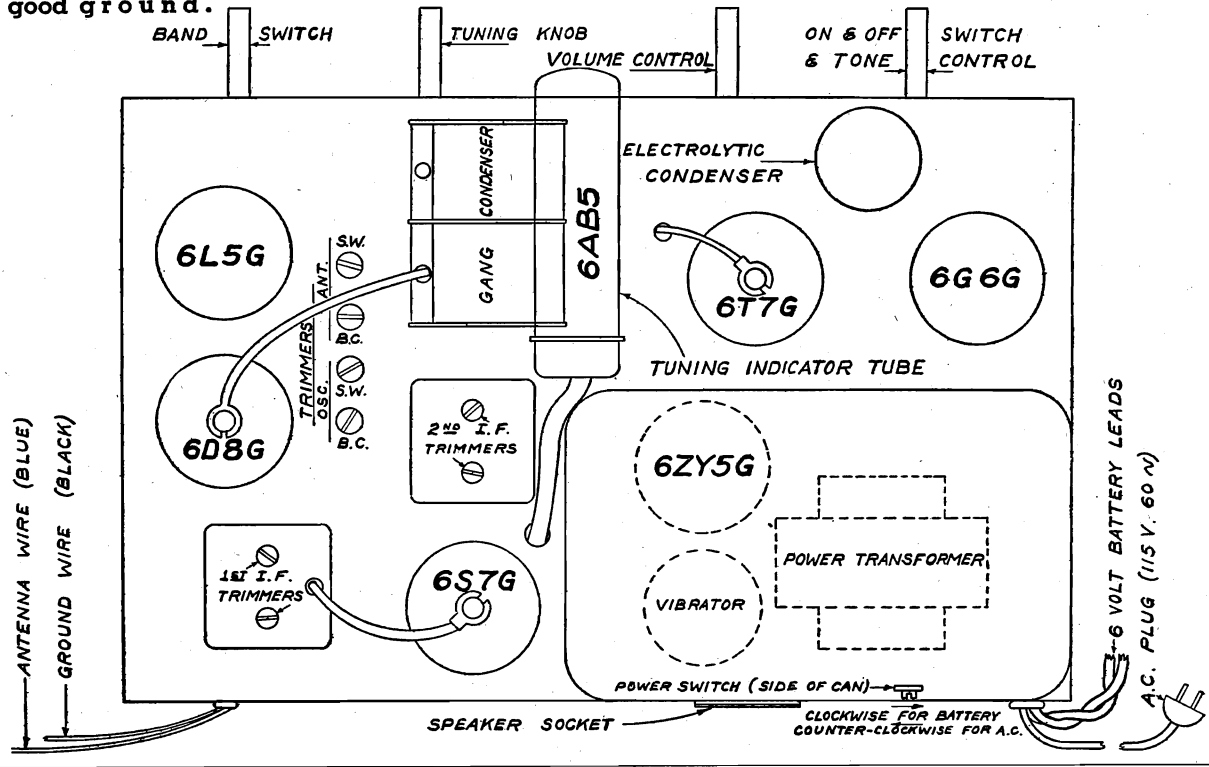 good ground.
BAND SWITCH
TUNING KNOB
VOLUME CONTROL
ON & OFF SWITCH
& TONE CONTROL
ELECTROLYTIC
CONDENSER
CONDENSER
GANG
6AB5
6L5G
S.W.
ANT.
B.C.
TRIMMERS
OSC.
S.W.
B.C.
6T7G
6G6G
TUNING INDICATOR TUBE
6D8G
2ND I.F.
TRIMMERS
6ZY5G
POWER TRANSFORMER
VIBRATOR
1ST I.F.
TRIMMERS
6S7G
ANTENNA WIRE (BLUE)
GROUND WIRE (BLACK)
6 VOLT BATTERY LEADS
A.C. PLUG (115 V. 60 N)
POWER SWITCH (SIDE OF CAN)
SPEAKER SOCKET
CLOCKWISE FOR BATTERY
COUNTER-CLOCKWISE FOR A.C.